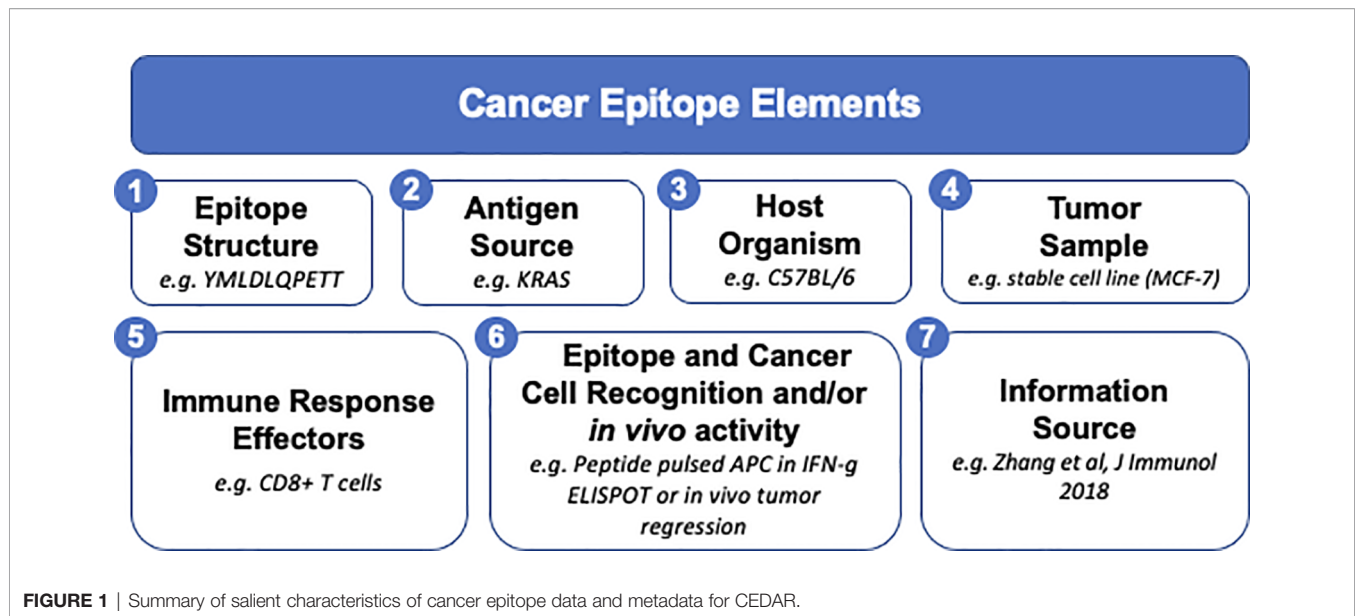 Cancer Epitope Elements
1
Epitope
Structure
e.g. YMLDLQPETT
2
Antigen
Source
e.g. KRAS
3
Host
Organism
e.g. C57BL/6
4
Tumor
Sample
e.g. stable cell line (MCF-7)
5
Immune Response
Effectors
e.g. CD8+ T cells
6
Epitope and Cancer
Cell Recognition and/or
in vivo activity
e.g. Peptide pulsed APC in IFN-g
ELISPOT or in vivo tumor
regression
7
Information
Source
e.g. Zhang et al, J Immunol
2018
FIGURE 1 | Summary of salient characteristics of cancer epitope data and metadata for CEDAR.